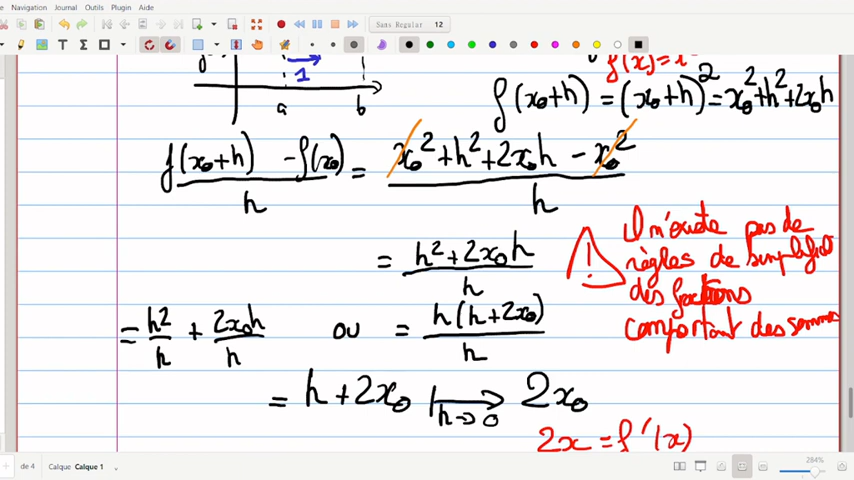 Navigation Journal Outils Plugin Aide
Sans Regular 12
1
a b
f(x)=x
f(x₀+h) = (x₀+h)² = x₀²+h²+2x₀h
f(x₀+h) - f(x₀) / h = x₀² + h² + 2x₀h - x₀² / h
= h² + 2x₀h / h
Il n'existe pas de
règles de simplificat
des fractions
comportant des sommes
!
= h²/h + 2x₀h/h ou = h(h+2x₀)/h
= h + 2x₀ ⟼ 2x₀
h→0
2x = f'(x)
de 4 Calque Calque 1 284%